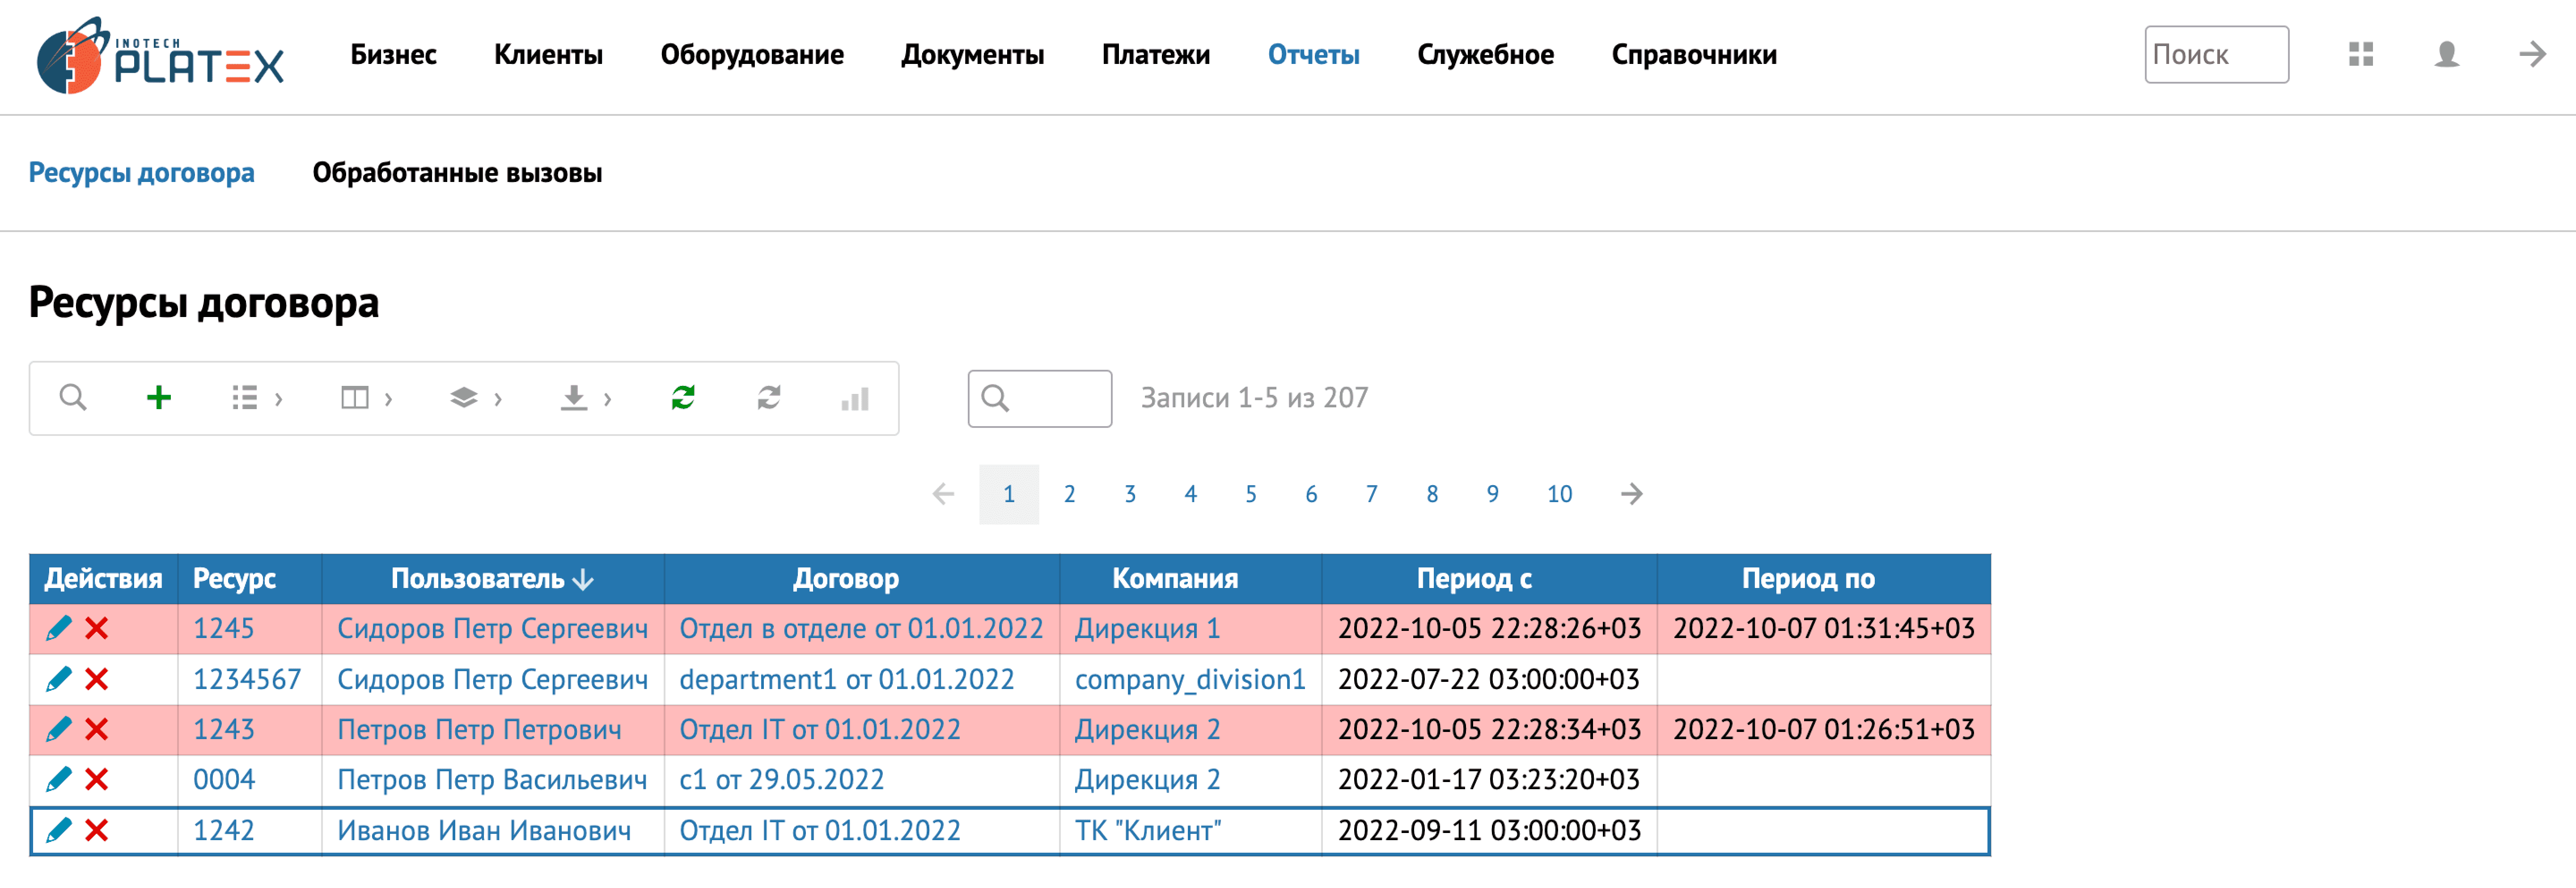 INOTECH
PLATEX
Бизнес Клиенты Оборудование Документы Платежи Отчеты Служебное Справочники Поиск
Ресурсы договора Обработанные вызовы
Ресурсы договора
Записи 1-5 из 207
1 2 3 4 5 6 7 8 9 10
Действия Ресурс Пользователь Договор Компания Период с Период по
1245 Сидоров Петр Сергеевич Отдел в отделе от 01.01.2022 Дирекция 1 2022-10-05 22:28:26+03 2022-10-07 01:31:45+03
1234567 Сидоров Петр Сергеевич department1 от 01.01.2022 company_division1 2022-07-22 03:00:00+03
1243 Петров Петр Петрович Отдел IT от 01.01.2022 Дирекция 2 2022-10-05 22:28:34+03 2022-10-07 01:26:51+03
0004 Петров Петр Васильевич с1 от 29.05.2022 Дирекция 2 2022-01-17 03:23:20+03
1242 Иванов Иван Иванович Отдел IT от 01.01.2022 ТК "Клиент" 2022-09-11 03:00:00+03